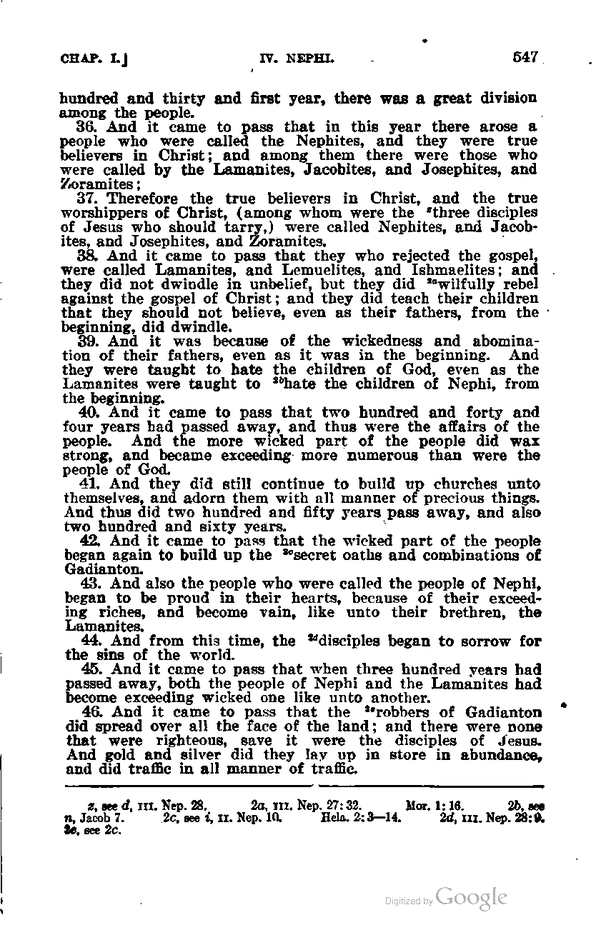 CHAP. I.] IV. NEPHI. 547
hundred and thirty and first year, there was a great division
among the people.
36. And it came to pass that in this year there arose a
people who were called the Nephites, and they were true
believers in Christ; and among them there were those who
were called by the Lamanites, Jacobites, and Josephites, and
Zoramites;
37. Therefore the true believers in Christ, and the true
worshippers of Christ, (among whom were the ᶻthree disciples
of Jesus who should tarry,) were called Nephites, and Jacob-
ites, and Josephites, and Zoramites.
38. And it came to pass that they who rejected the gospel,
were called Lamanites, and Lemuelites, and Ishmaelites; and
they did not dwindle in unbelief, but they did ²ᵃwilfully rebel
against the gospel of Christ; and they did teach their children
that they should not believe, even as their fathers, from the
beginning, did dwindle.
39. And it was because of the wickedness and abomina-
tion of their fathers, even as it was in the beginning. And
they were taught to hate the children of God, even as the
Lamanites were taught to ²ᵇhate the children of Nephi, from
the beginning.
40. And it came to pass that two hundred and forty and
four years had passed away, and thus were the affairs of the
people. And the more wicked part of the people did wax
strong, and became exceeding more numerous than were the
people of God.
41. And they did still continue to build up churches unto
themselves, and adorn them with all manner of precious things.
And thus did two hundred and fifty years pass away, and also
two hundred and sixty years.
42. And it came to pass that the wicked part of the people
began again to build up the ²ᶜsecret oaths and combinations of
Gadianton.
43. And also the people who were called the people of Nephi,
began to be proud in their hearts, because of their exceed-
ing riches, and become vain, like unto their brethren, the
Lamanites.
44. And from this time, the ²ᵈdisciples began to sorrow for
the sins of the world.
45. And it came to pass that when three hundred years had
passed away, both the people of Nephi and the Lamanites had
become exceeding wicked one like unto another.
46. And it came to pass that the ²ᵉrobbers of Gadianton
did spread over all the face of the land; and there were none
that were righteous, save it were the disciples of Jesus.
And gold and silver did they lay up in store in abundance,
and did traffic in all manner of traffic.
z, see d, III. Nep. 28. 2a, III. Nep. 27:32. Mor. 1:16. 2b, see
n, Jacob 7. 2c, see i, II. Nep. 10. Hela. 2:3—14. 2d, III. Nep. 28:9.
2e, see 2c.
Digitized by Google